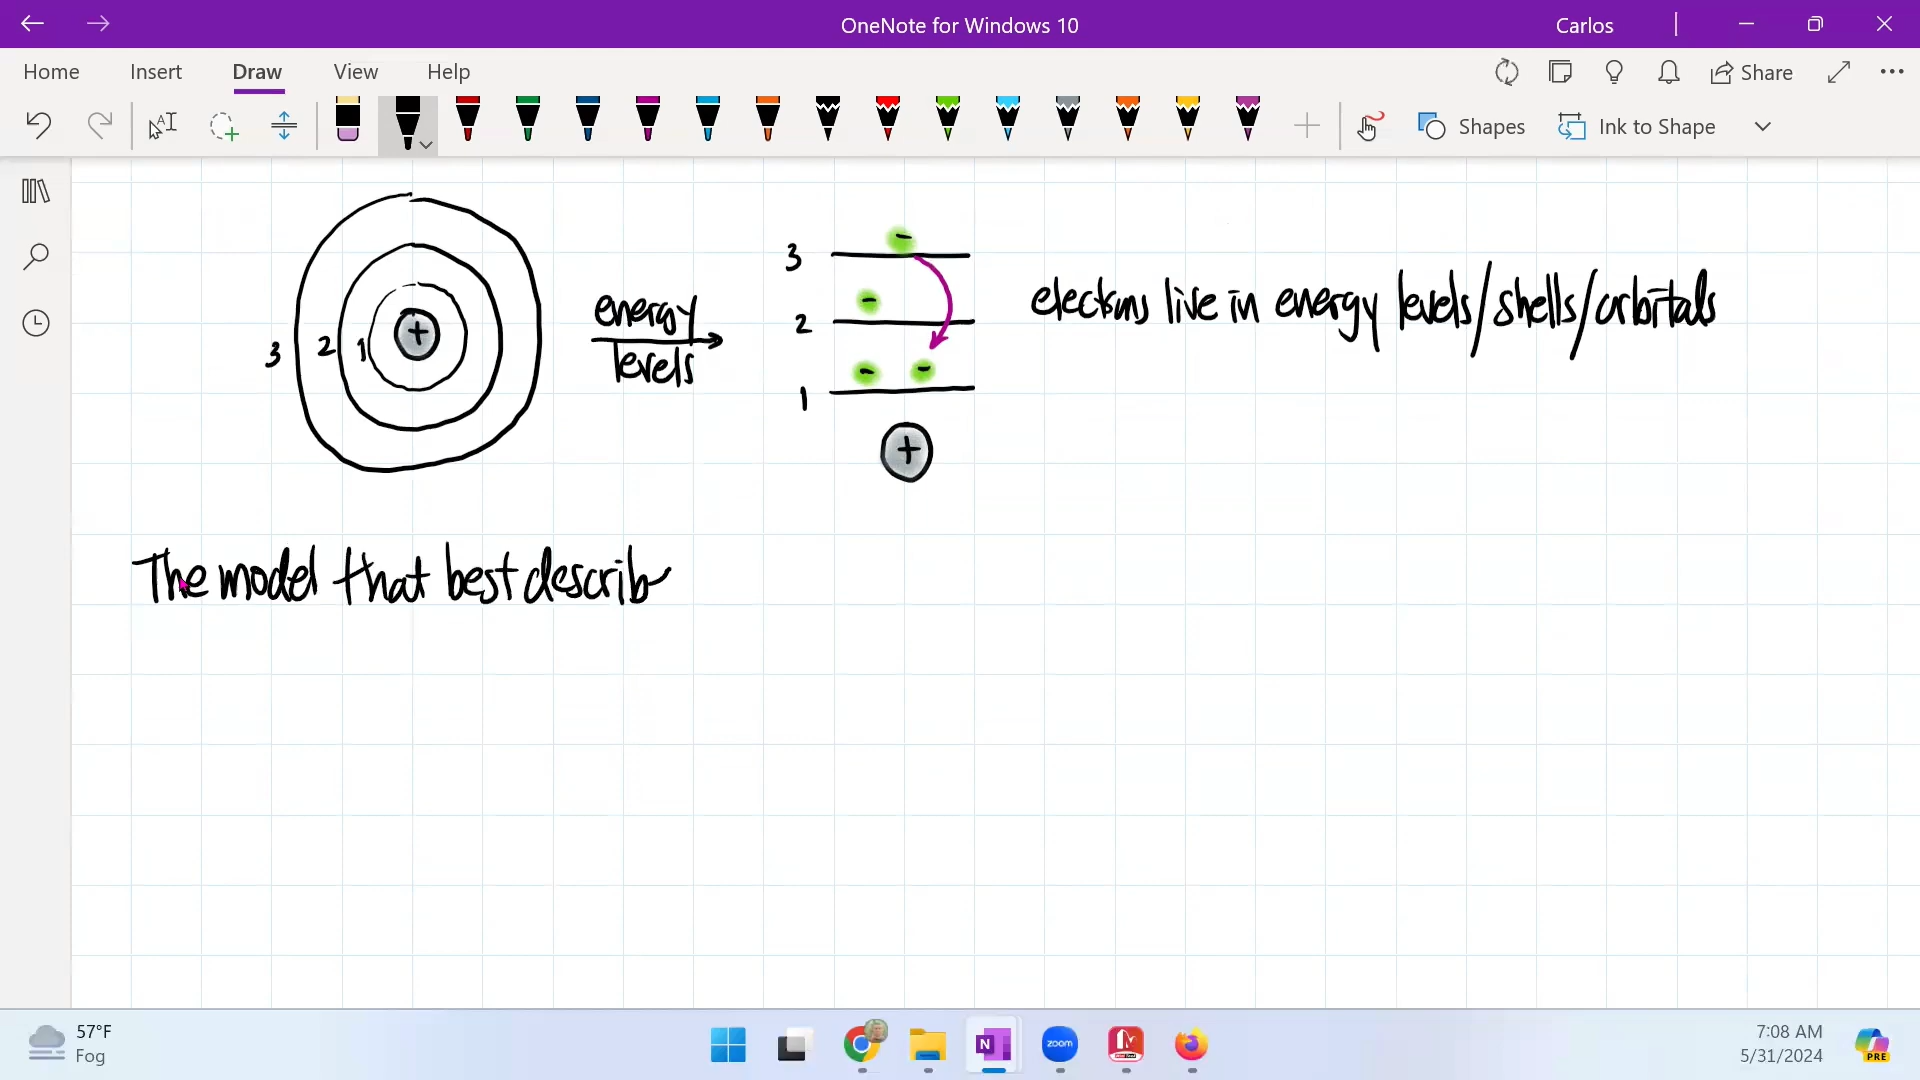 OneNote for Windows 10
Carlos
Home Insert Draw View Help
Share
Shapes
Ink to Shape
+
3 2 1
energy
levels
3 -
2 -
1 - -
+
electrons live in energy levels/shells/orbitals
The model that best describ
57°F
Fog
zoom
N
7:08 AM
5/31/2024
PRE